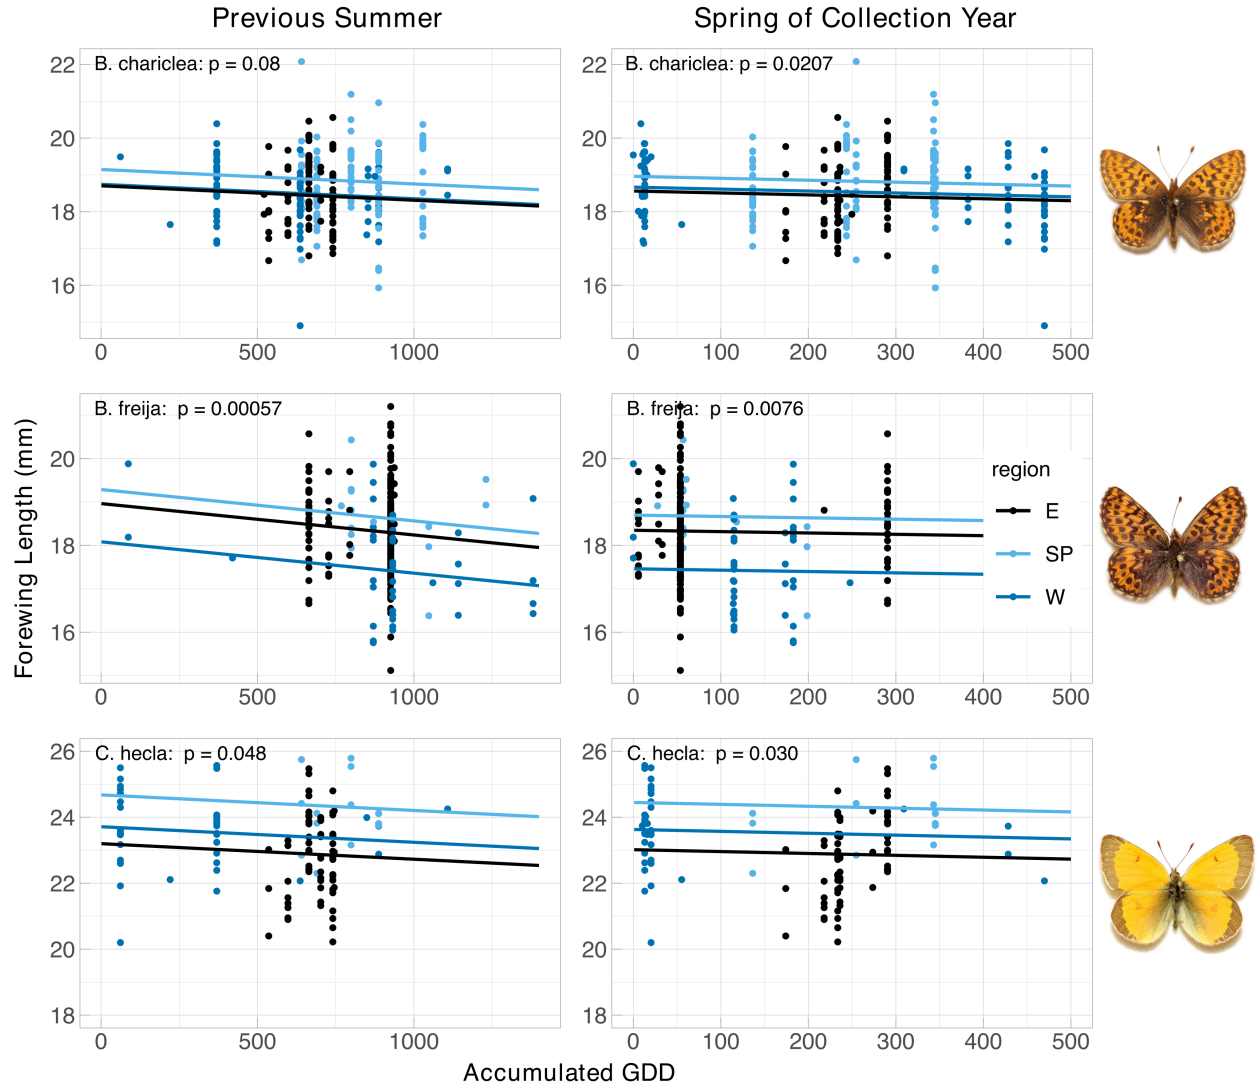 Previous Summer
Spring of Collection Year
B. chariclea: p = 0.08
B. chariclea: p = 0.0207
22
20
18
16
0 500 1000
22
20
18
16
0 100 200 300 400 500
Forewing Length (mm)
B. freija: p = 0.00057
B. freija: p = 0.0076
20
18
16
0 500 1000
20
18
16
0 100 200 300 400 500
region
E
SP
W
C. hecla: p = 0.048
C. hecla: p = 0.030
26
24
22
20
18
0 500 1000
26
24
22
20
18
0 100 200 300 400 500
Accumulated GDD